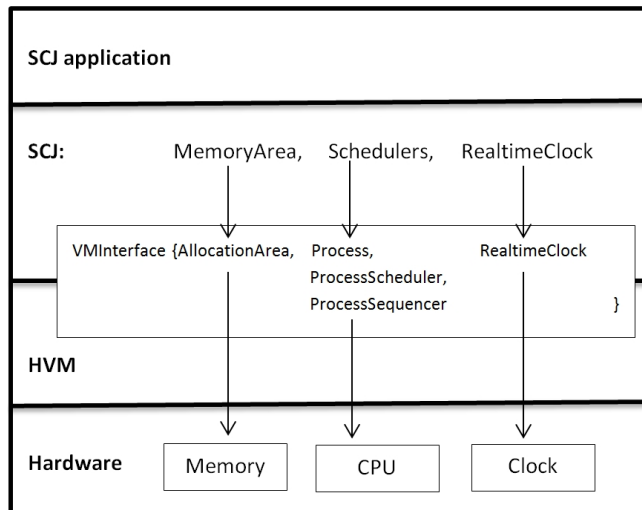 SCJ application
SCJ: MemoryArea, Schedulers, RealtimeClock
VMInterface {AllocationArea, Process, RealtimeClock
ProcessScheduler,
ProcessSequencer }
HVM
Hardware Memory CPU Clock